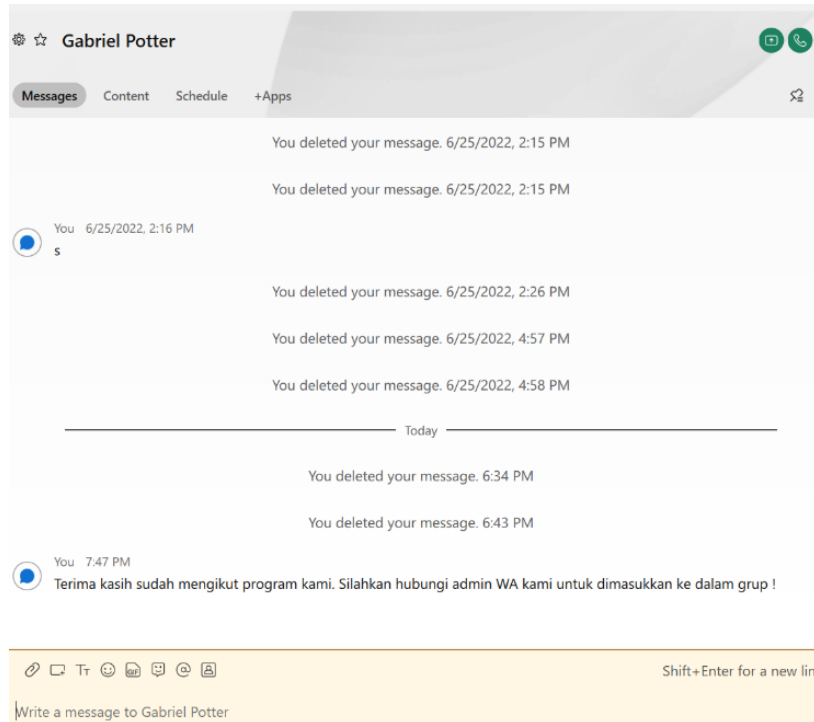 Gabriel Potter
Messages Content Schedule +Apps
You deleted your message. 6/25/2022, 2:15 PM
You deleted your message. 6/25/2022, 2:15 PM
You 6/25/2022, 2:16 PM
s
You deleted your message. 6/25/2022, 2:26 PM
You deleted your message. 6/25/2022, 4:57 PM
You deleted your message. 6/25/2022, 4:58 PM
Today
You deleted your message. 6:34 PM
You deleted your message. 6:43 PM
You 7:47 PM
Terima kasih sudah mengikut program kami. Silahkan hubungi admin WA kami untuk dimasukkan ke dalam grup !
GIF
Shift+Enter for a new lin
Write a message to Gabriel Potter